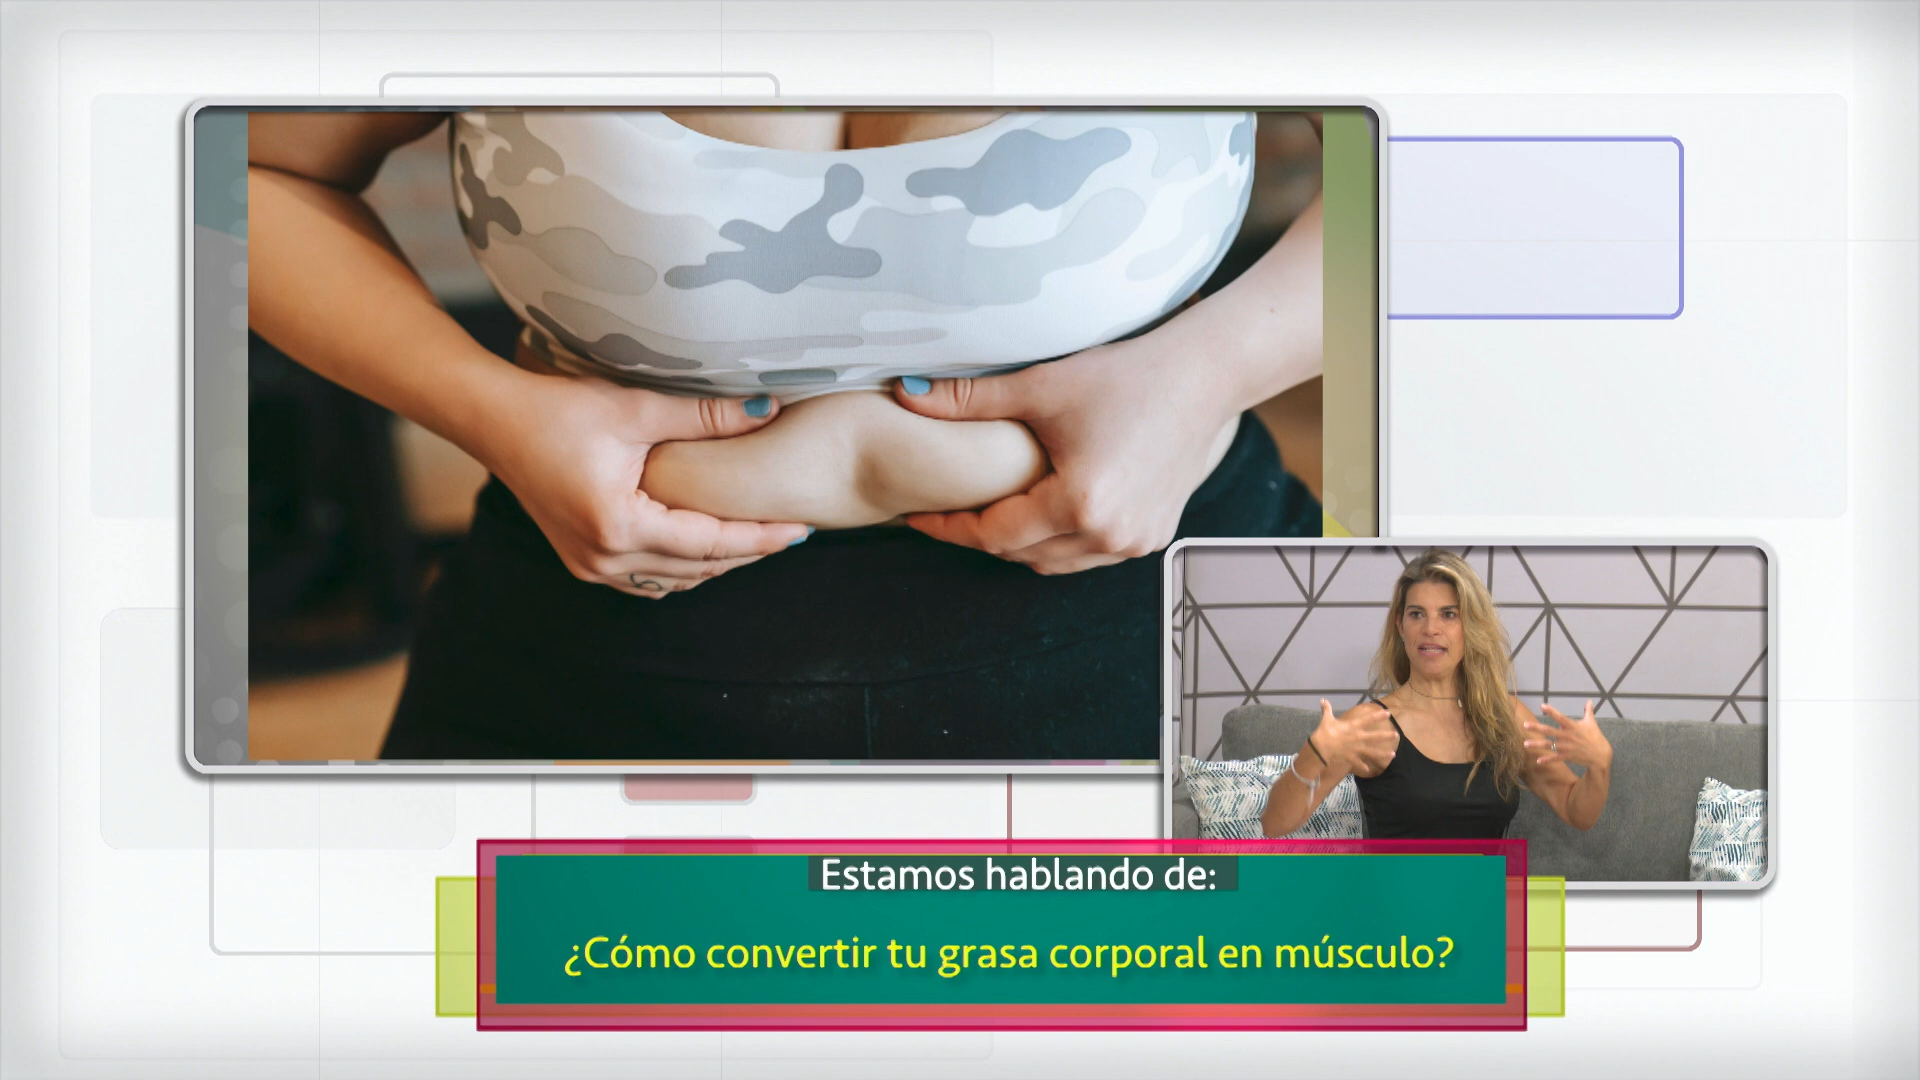 Estamos hablando de:
¿Cómo convertir tu grasa corporal en músculo?